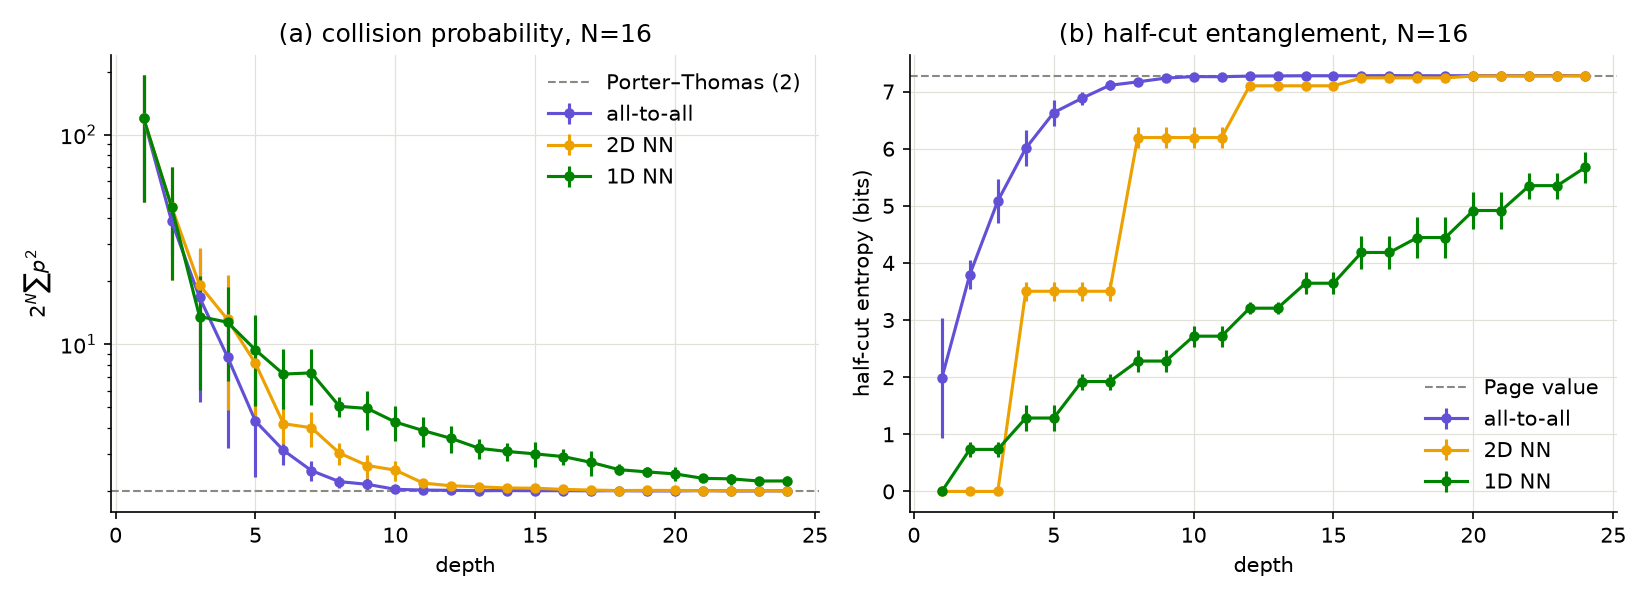 (a) collision probability, N=16
2^N∑p^2
10^2
10^1
0 5 10 15 20 25
depth
Porter–Thomas (2)
all-to-all
2D NN
1D NN
(b) half-cut entanglement, N=16
half-cut entropy (bits)
7
6
5
4
3
2
1
0
0 5 10 15 20 25
depth
Page value
all-to-all
2D NN
1D NN